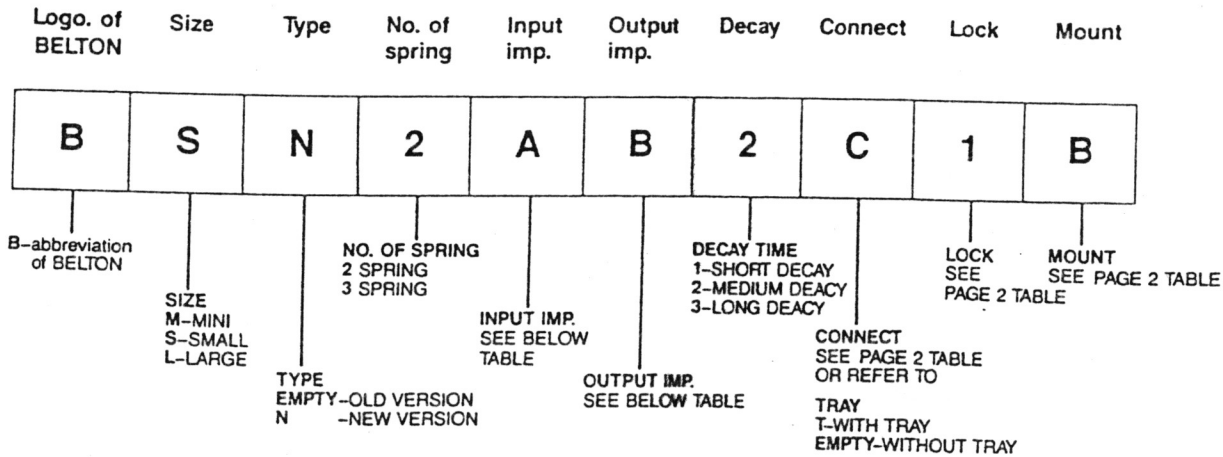 Logo. of BELTON
Size
Type
No. of spring
Input imp.
Output imp.
Decay
Connect
Lock
Mount
B S N 2 A B 2 C 1 B
B–abbreviation
of BELTON
SIZE
M–MINI
S–SMALL
L–LARGE
TYPE
EMPTY–OLD VERSION
N –NEW VERSION
NO. OF SPRING
2 SPRING
3 SPRING
INPUT IMP.
SEE BELOW
TABLE
OUTPUT IMP.
SEE BELOW TABLE
DECAY TIME
1–SHORT DECAY
2–MEDIUM DEACY
3–LONG DEACY
CONNECT
SEE PAGE 2 TABLE
OR REFER TO
TRAY
T–WITH TRAY
EMPTY–WITHOUT TRAY
LOCK
SEE
PAGE 2 TABLE
MOUNT
SEE PAGE 2 TABLE